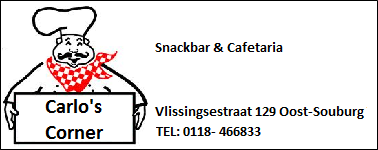 Snackbar & Cafetaria
Carlo's
Corner
Vlissingsestraat 129 Oost-Souburg
TEL: 0118- 466833